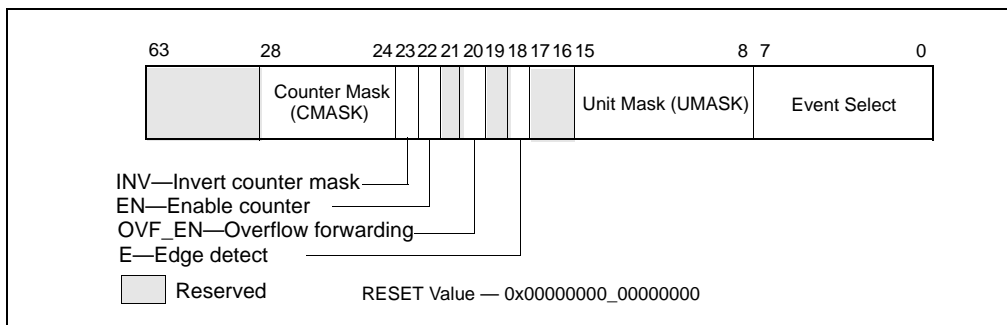 63 28 24 23 22 21 20 19 18 17 16 15 8 7 0
Counter Mask
(CMASK)
Unit Mask (UMASK)
Event Select
INV—Invert counter mask
EN—Enable counter
OVF_EN—Overflow forwarding
E—Edge detect
Reserved
RESET Value — 0x00000000_00000000